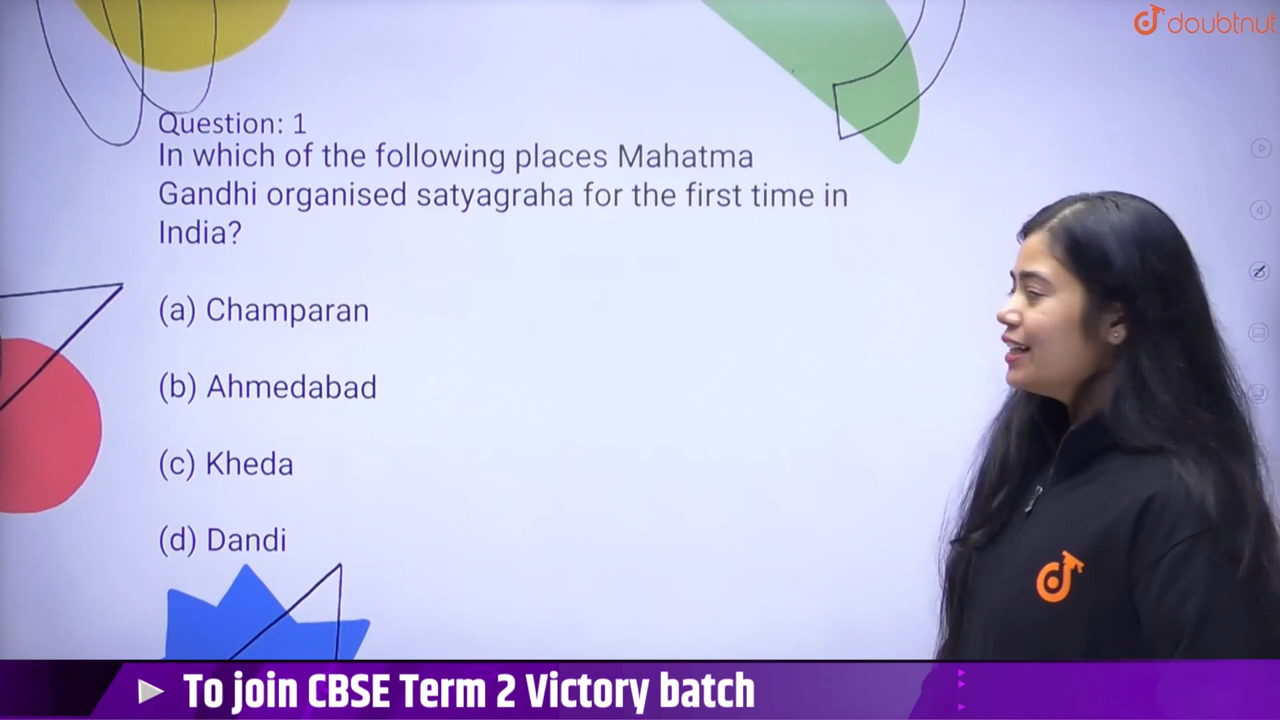 doubtnut
Question: 1
In which of the following places Mahatma
Gandhi organised satyagraha for the first time in
India?
(a) Champaran
(b) Ahmedabad
(c) Kheda
(d) Dandi
To join CBSE Term 2 Victory batch